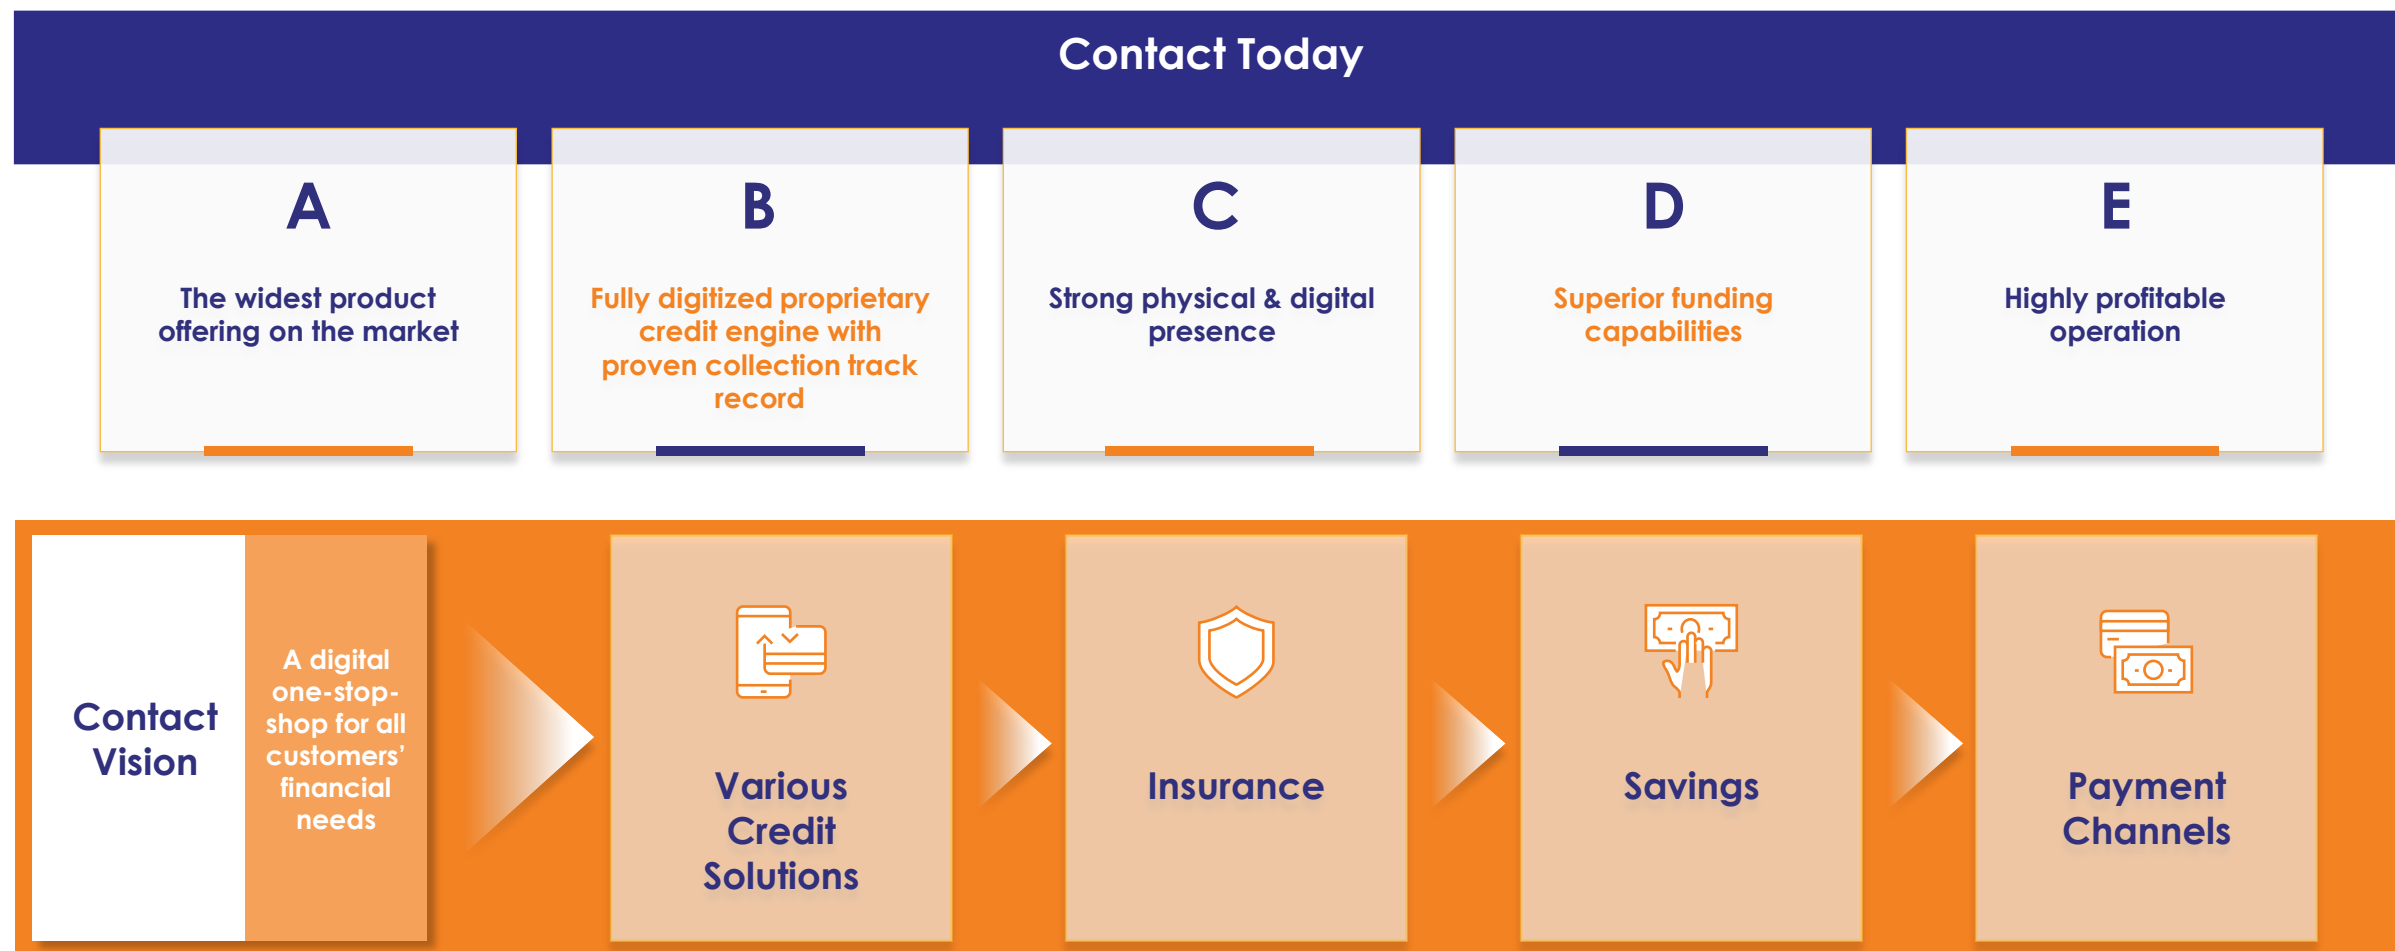 Contact Today
A
The widest product
offering on the market
B
Fully digitized proprietary
credit engine with
proven collection track
record
C
Strong physical & digital
presence
D
Superior funding
capabilities
E
Highly profitable
operation
Contact
Vision
A digital
one-stop-
shop for all
customers’
financial
needs
Various
Credit
Solutions
Insurance
Savings
Payment
Channels